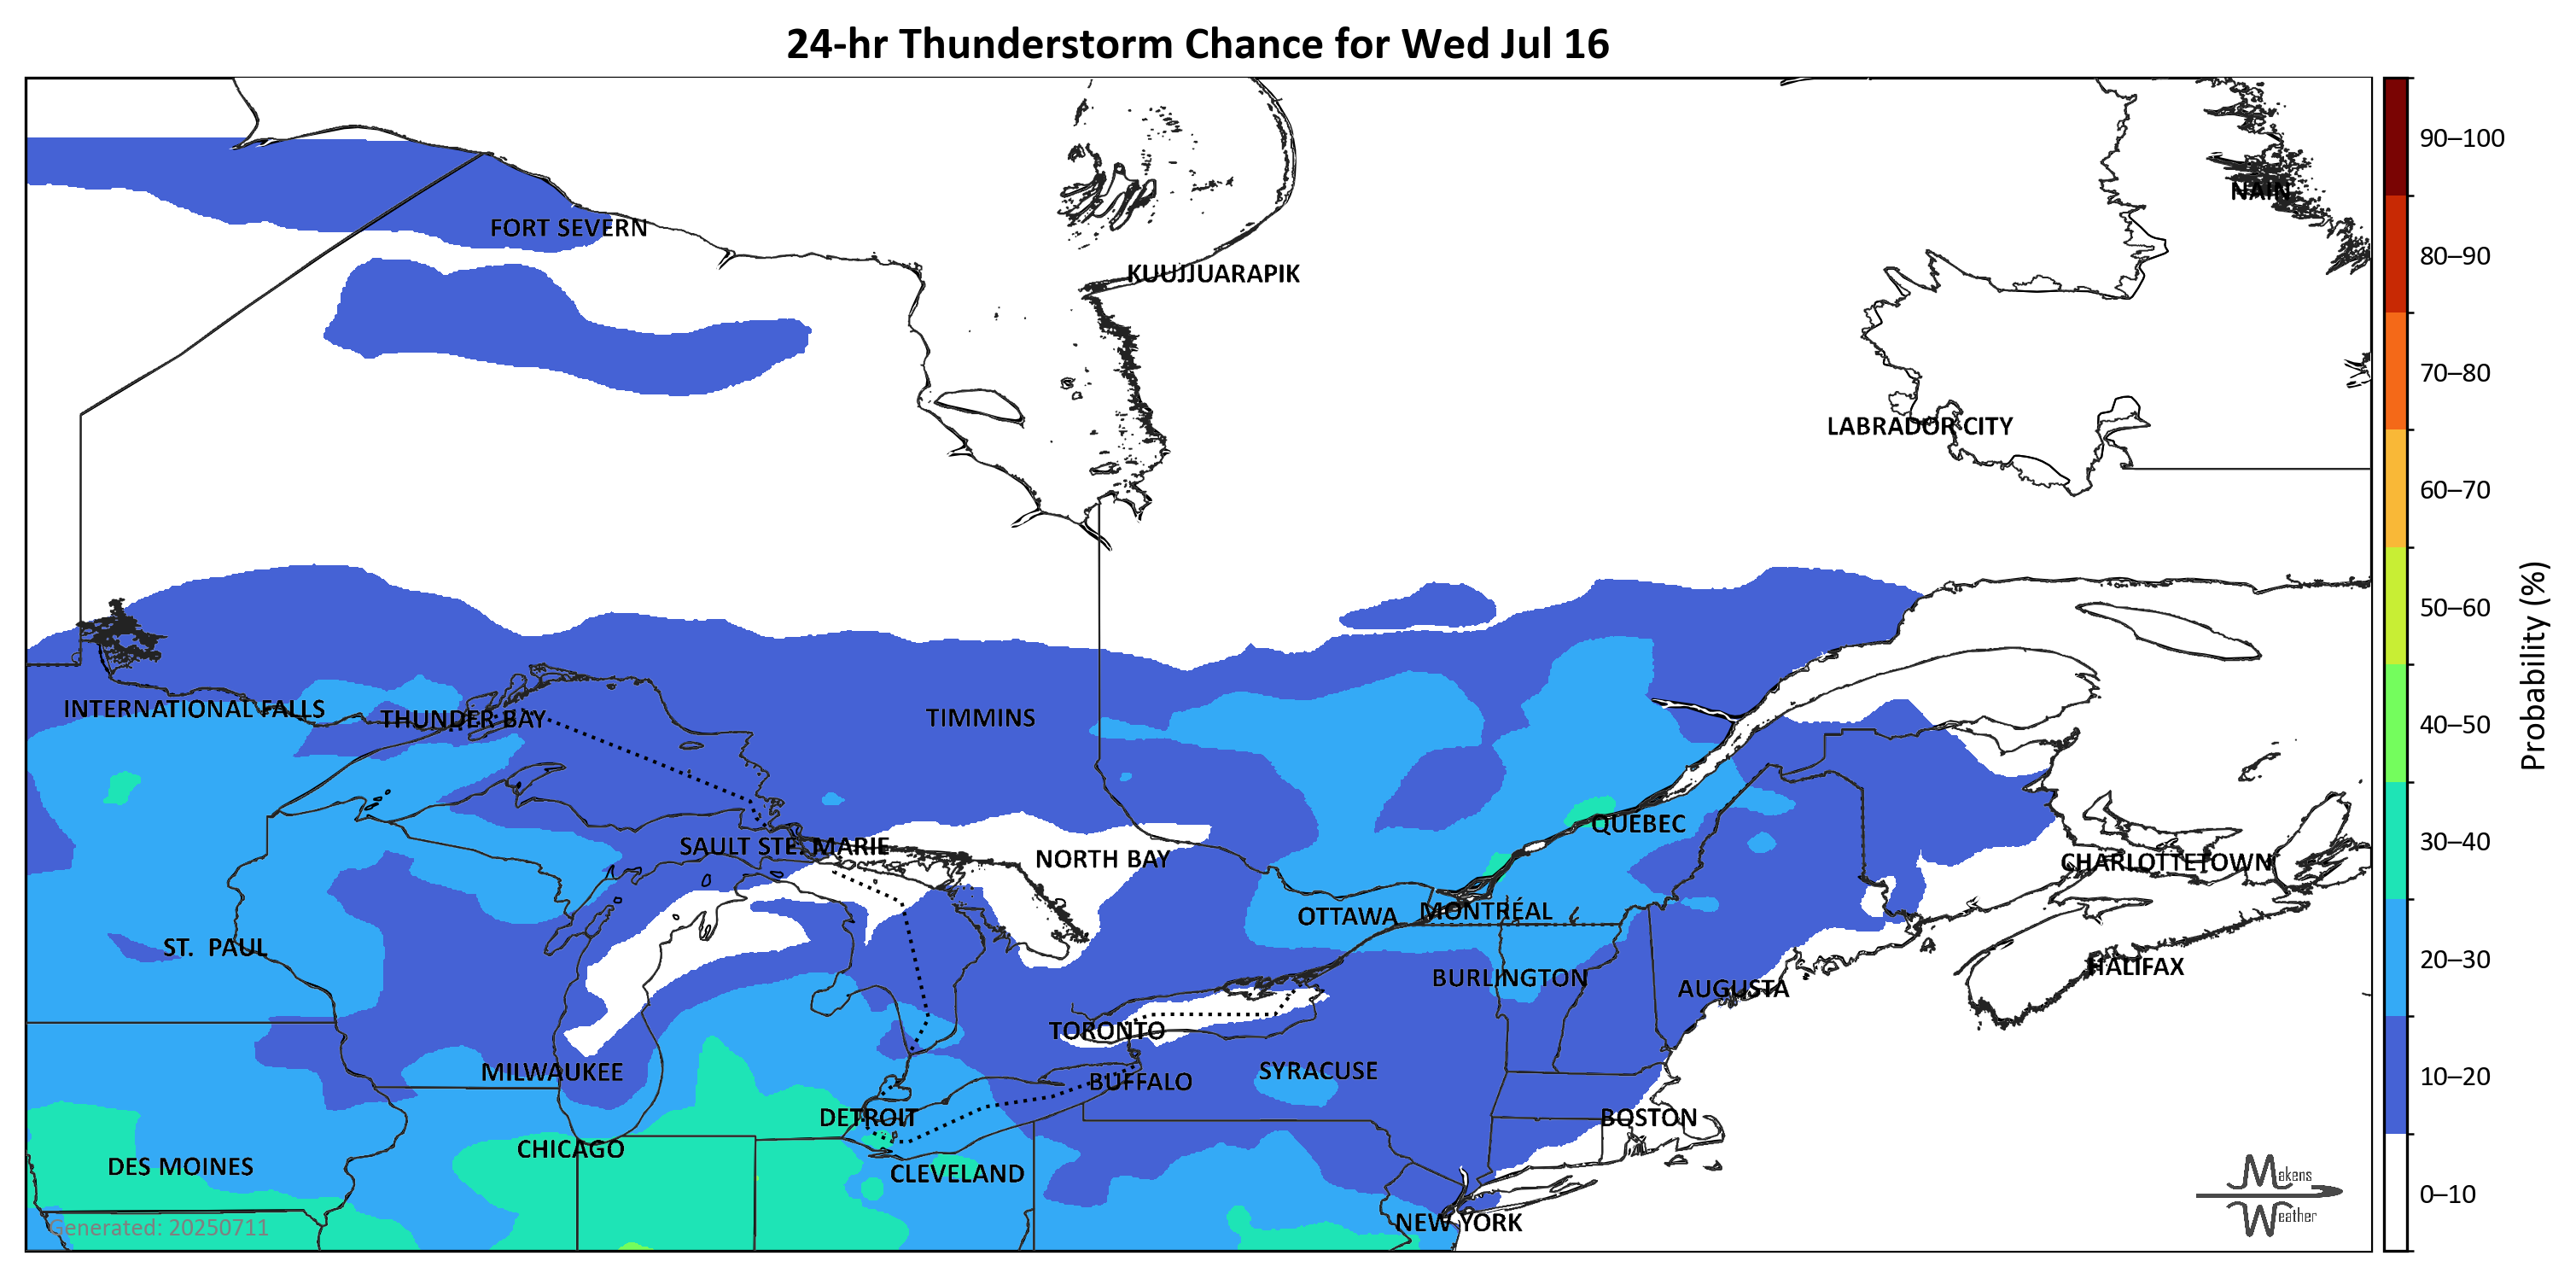 24-hr Thunderstorm Chance for Wed Jul 16
90–100
NAIN
FORT SEVERN
80–90
KUUJJUARAPIK
70–80
LABRADOR CITY
60–70
50–60
Probability (%)
INTERNATIONAL FALLS
THUNDER BAY
TIMMINS
40–50
QUEBEC
30–40
SAULT STE. MARIE
NORTH BAY
CHARLOTTETOWN
OTTAWA
MONTRÉAL
ST. PAUL
20–30
HALIFAX
BURLINGTON
AUGUSTA
TORONTO
MILWAUKEE
SYRACUSE
BUFFALO
10–20
DETROIT
BOSTON
CHICAGO
DES MOINES
CLEVELAND
Makens
Weather
0–10
NEW YORK
Generated: 20250711